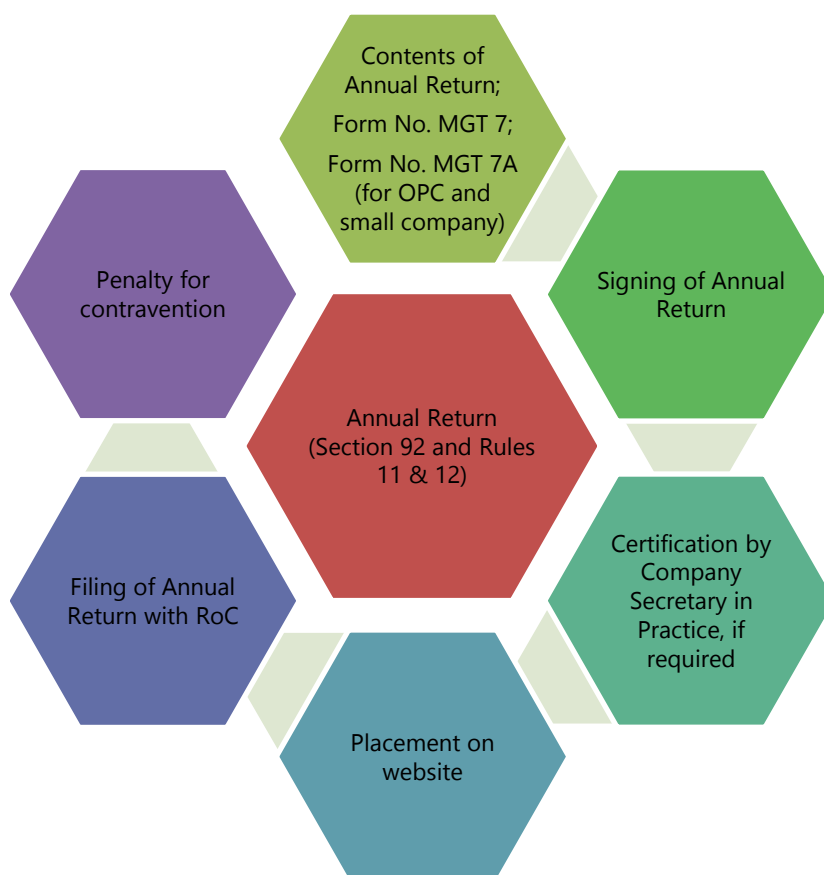 Contents of
Annual Return;
Form No. MGT 7;
Form No. MGT 7A
(for OPC and
small company)
Signing of Annual
Return
Certification by
Company
Secretary in
Practice, if
required
Placement on
website
Filing of Annual
Return with RoC
Penalty for
contravention
Annual Return
(Section 92 and Rules
11 & 12)